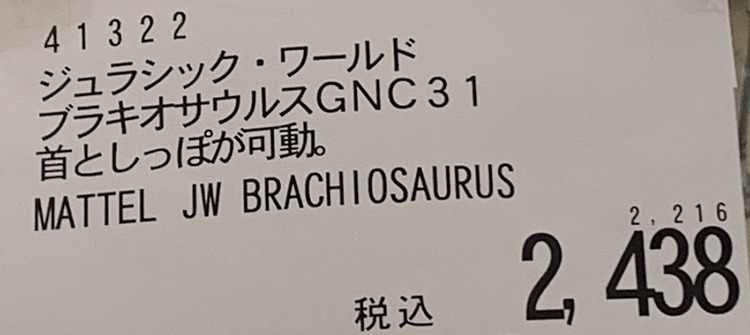 41322
ジュラシック・ワールド
ブラキオサウルスGNC31
首としっぽが可動。
MATTEL JW BRACHIOSAURUS
2,216
税込 2,438